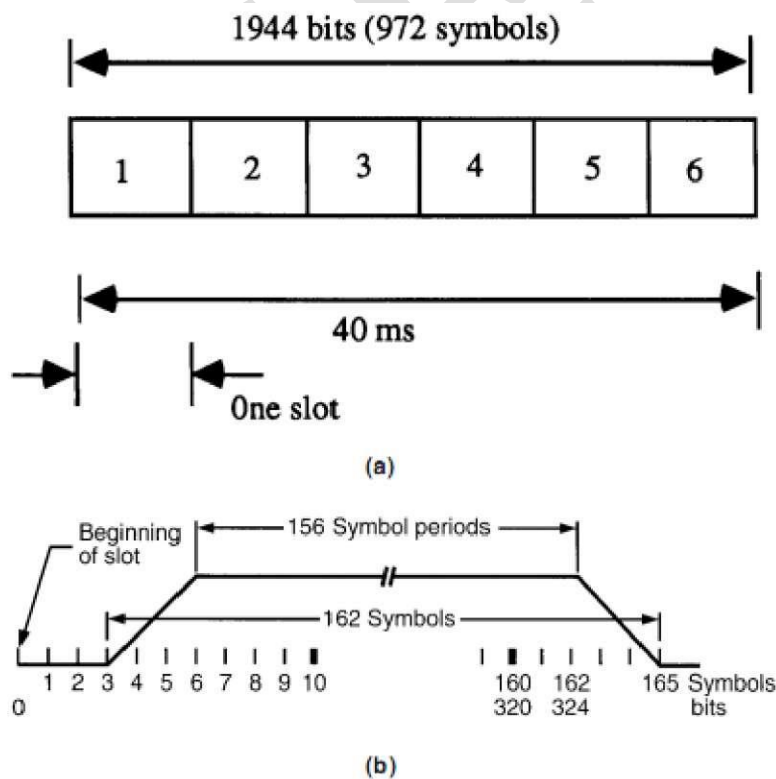 1944 bits (972 symbols)
1 2 3 4 5 6
40 ms
One slot
(a)
Beginning
of slot
156 Symbol periods
162 Symbols
1 2 3 4 5 6 7 8 9 10 160 162 165 Symbols
0 320 324 bits
(b)